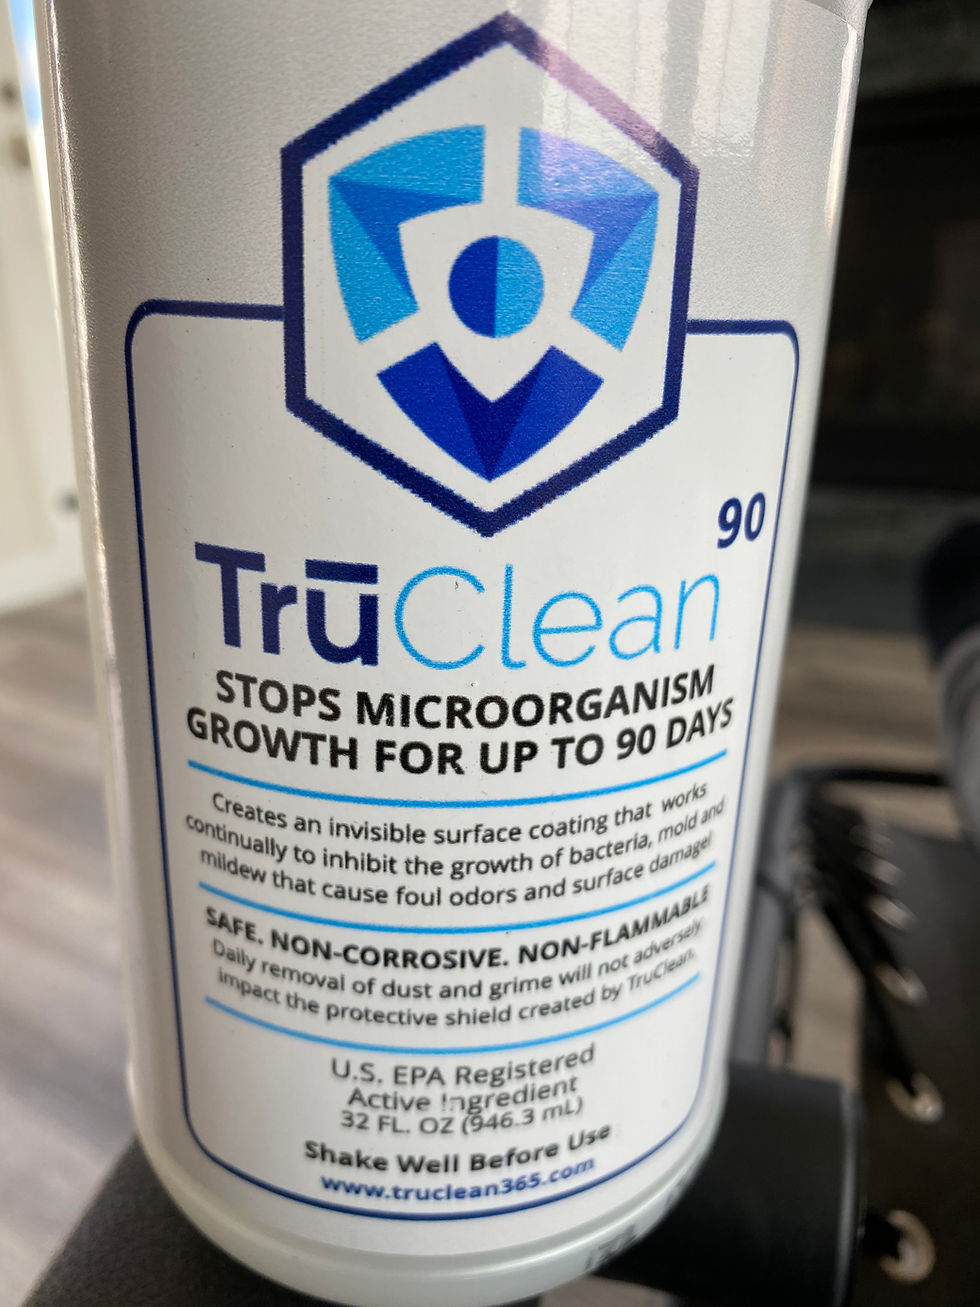 90
TrūClean
STOPS MICROORGANISM
GROWTH FOR UP TO 90 DAYS
Creates an invisible surface coating that works
continually to inhibit the growth of bacteria, mold and
mildew that cause foul odors and surface damage!
SAFE. NON-CORROSIVE. NON-FLAMMABLE
Daily removal of dust and grime will not adversely
impact the protective shield created by TruClean.
U.S. EPA Registered
Active Ingredient
32 FL. OZ (946.3 mL)
Shake Well Before Use
www.truclean365.com